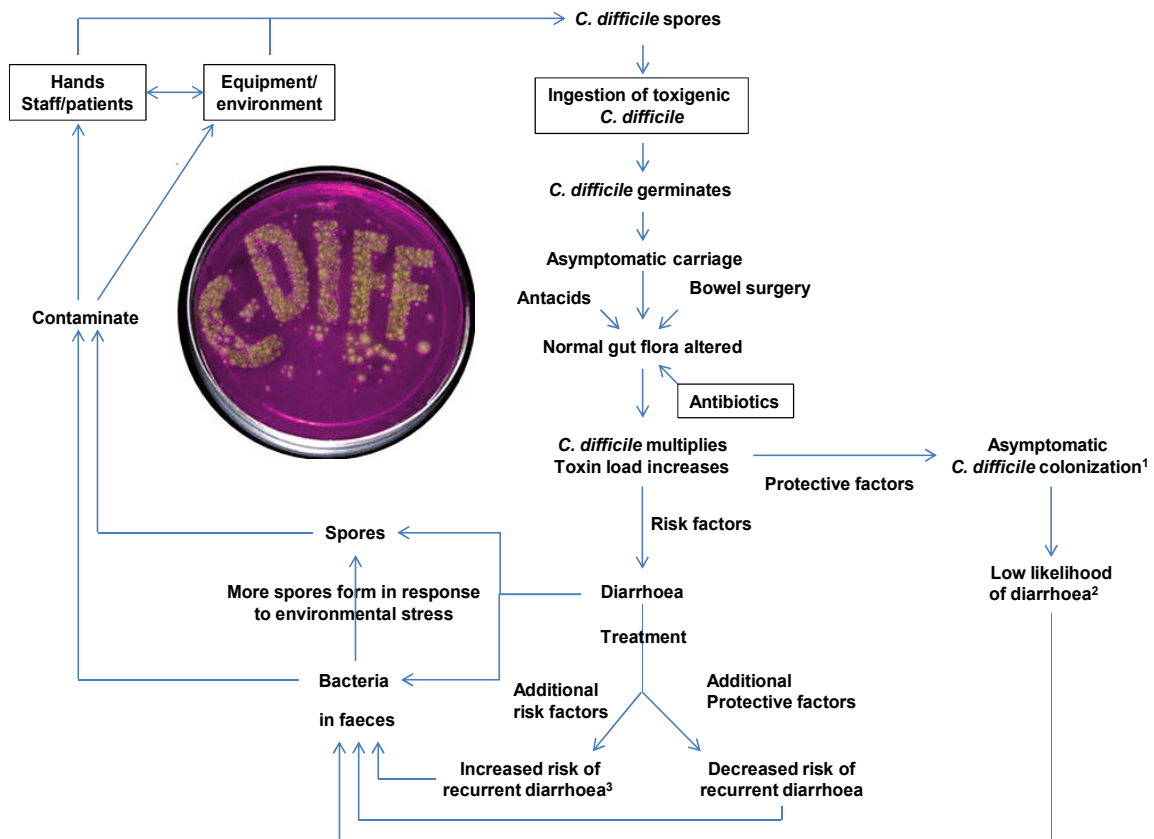 C. difficile spores
Hands
Staff/patients
Equipment/
environment
Ingestion of toxigenic
C. difficile
C. difficile germinates
Asymptomatic carriage
Antacids
Bowel surgery
Contaminate
C-DIFF
Normal gut flora altered
Antibiotics
C. difficile multiplies
Toxin load increases
Protective factors
Asymptomatic
C. difficile colonization¹
Risk factors
Spores
More spores form in response
to environmental stress
Diarrhoea
Low likelihood
of diarrhoea²
Treatment
Bacteria
in faeces
Additional
risk factors
Additional
Protective factors
Increased risk of
recurrent diarrhoea³
Decreased risk of
recurrent diarrhoea